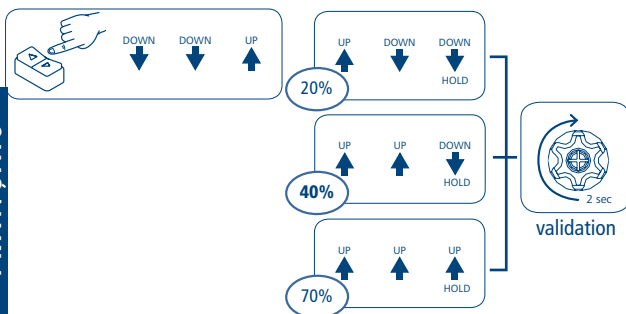 DOWN DOWN UP
UP DOWN DOWN
HOLD
20%
UP UP DOWN
HOLD
40%
UP UP UP
HOLD
70%
2 sec
validation